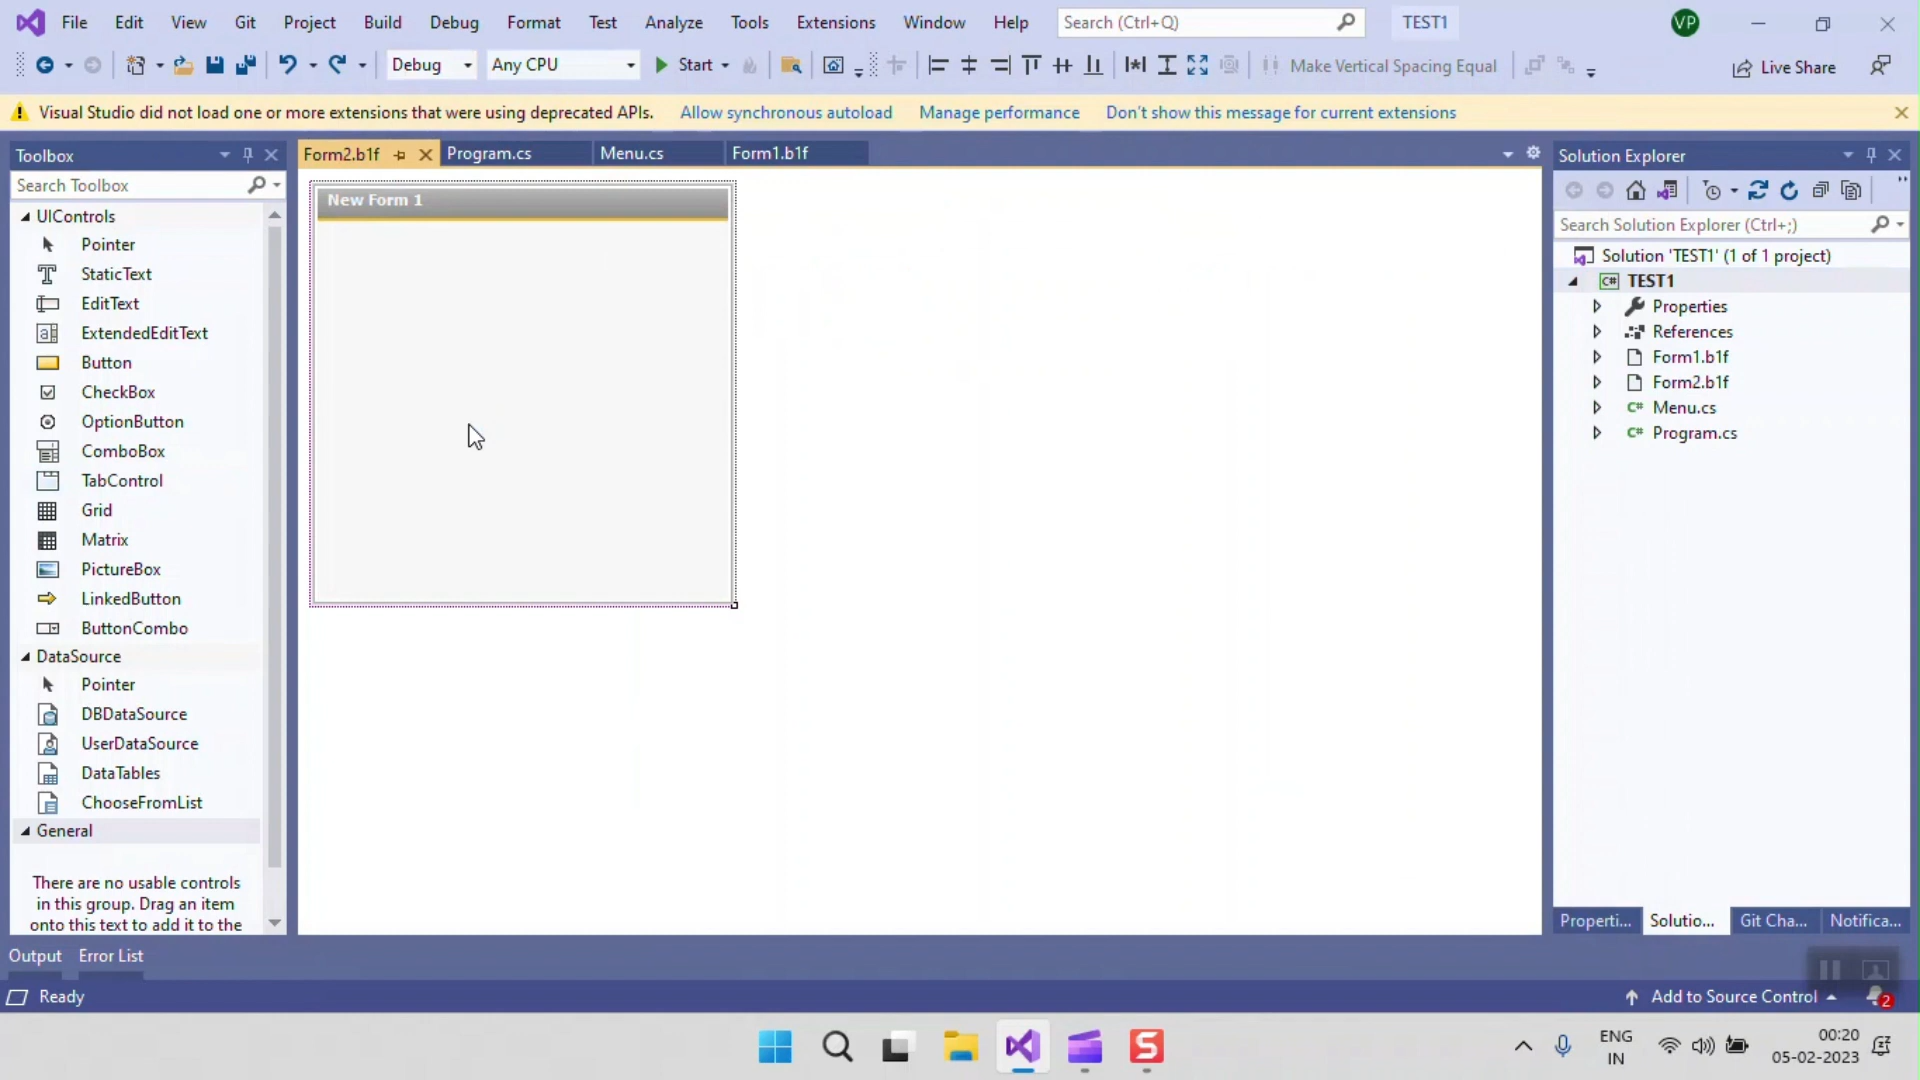 File Edit View Git Project Build Debug Format Test Analyze Tools Extensions Window Help Search (Ctrl+Q) TEST1 VP
Debug Any CPU Start Make Vertical Spacing Equal Live Share
Visual Studio did not load one or more extensions that were using deprecated APIs. Allow synchronous autoload Manage performance Don't show this message for current extensions
Toolbox
Search Toolbox
UIControls
Pointer
StaticText
EditText
ExtendedEditText
Button
CheckBox
OptionButton
ComboBox
TabControl
Grid
Matrix
PictureBox
LinkedButton
ButtonCombo
DataSource
Pointer
DBDataSource
UserDataSource
DataTables
ChooseFromList
General
There are no usable controls
in this group. Drag an item
onto this text to add it to the
Form2.b1f Program.cs Menu.cs Form1.b1f
New Form 1
Solution Explorer
Search Solution Explorer (Ctrl+;)
Solution 'TEST1' (1 of 1 project)
C# TEST1
Properties
References
Form1.b1f
Form2.b1f
C# Menu.cs
C# Program.cs
Properti... Solutio... Git Cha... Notifica...
Output Error List
Ready
Add to Source Control 2
ENG
IN
00:20
05-02-2023